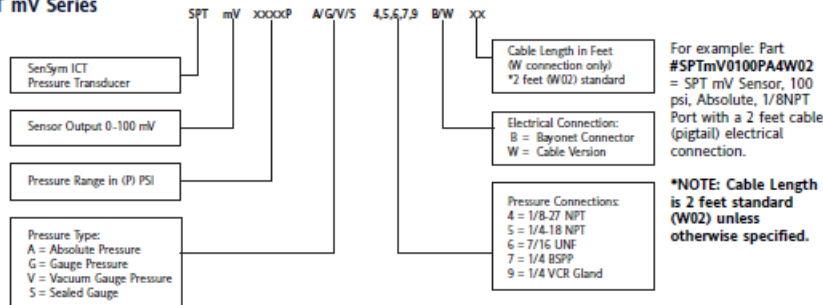 T mV Series
SPT mV xxxxP A/G/V/S 4,5,6,7,9 B/W xx
SenSym ICT
Pressure Transducer
Sensor Output 0-100 mV
Pressure Range in (P) PSI
Pressure Type:
A = Absolute Pressure
G = Gauge Pressure
V = Vacuum Gauge Pressure
S = Sealed Gauge
Cable Length in Feet
(W connection only)
*2 feet (W02) standard
Electrical Connection:
B = Bayonet Connector
W = Cable Version
Pressure Connections:
4 = 1/8-27 NPT
5 = 1/4-18 NPT
6 = 7/16 UNF
7 = 1/4 BSPP
9 = 1/4 VCR Gland
For example: Part
#SPTmV0100PA4W02
= SPT mV Sensor, 100
psi, Absolute, 1/8NPT
Port with a 2 feet cable
(pigtail) electrical
connection.
*NOTE: Cable Length
is 2 feet standard
(W02) unless
otherwise specified.